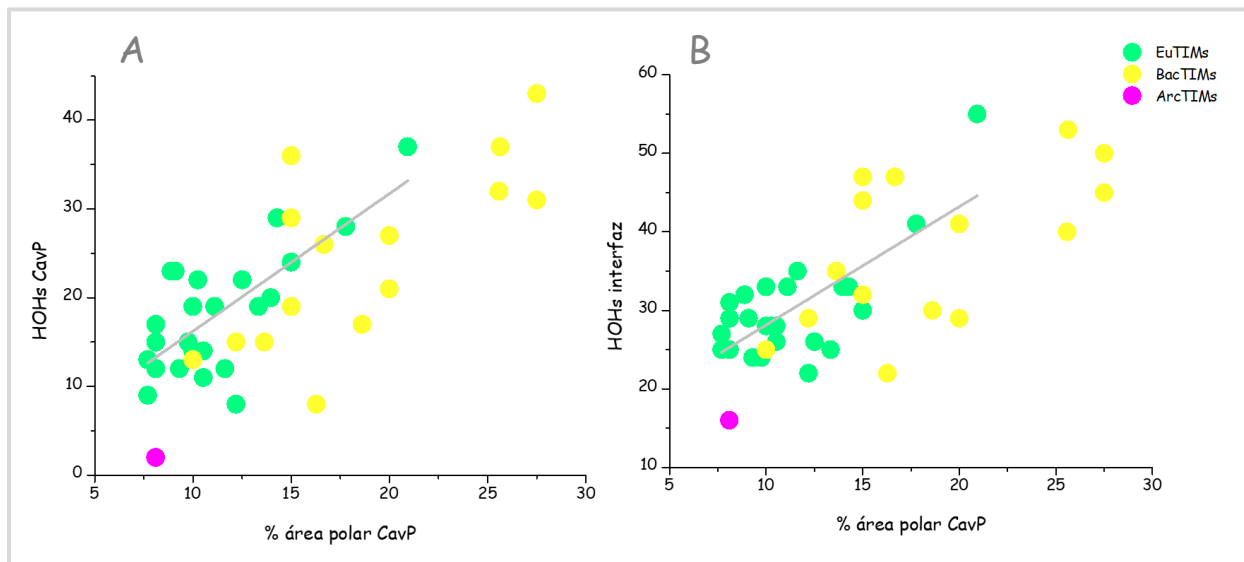 A
HOHs CavP
40
30
20
10
0
5 10 15 20 25 30
% área polar CavP
B
EuTIMs
BacTIMs
ArcTIMs
HOHs interfaz
60
50
40
30
20
10
5 10 15 20 25 30
% área polar CavP